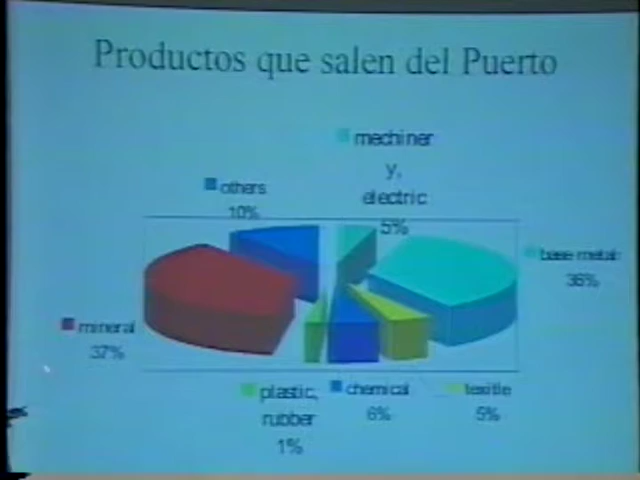 Productos que salen del Puerto
mechiner
y,
electric
5%
others
10%
base metals
36%
mineral
37%
plastic,
rubber
1%
chemical
6%
textile
5%